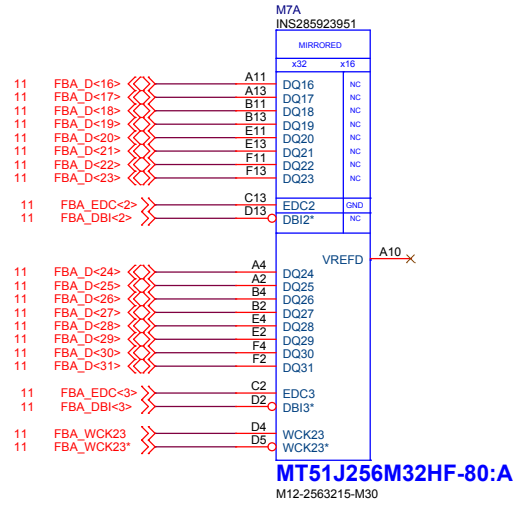 M7A
INS285923951
MIRRORED
x32 x16
11 FBA_D<16> A11 DQ16 NC
11 FBA_D<17> A13 DQ17 NC
11 FBA_D<18> B11 DQ18 NC
11 FBA_D<19> B13 DQ19 NC
11 FBA_D<20> E11 DQ20 NC
11 FBA_D<21> E13 DQ21 NC
11 FBA_D<22> F11 DQ22 NC
11 FBA_D<23> F13 DQ23 NC
11 FBA_EDC<2> C13 EDC2 GND
11 FBA_DBI<2> D13 DBI2* NC
VREFD A10
11 FBA_D<24> A4 DQ24
11 FBA_D<25> A2 DQ25
11 FBA_D<26> B4 DQ26
11 FBA_D<27> B2 DQ27
11 FBA_D<28> E4 DQ28
11 FBA_D<29> E2 DQ29
11 FBA_D<30> F4 DQ30
11 FBA_D<31> F2 DQ31
11 FBA_EDC<3> C2 EDC3
11 FBA_DBI<3> D2 DBI3*
11 FBA_WCK23 D4 WCK23
11 FBA_WCK23* D5 WCK23*
MT51J256M32HF-80:A
M12-2563215-M30